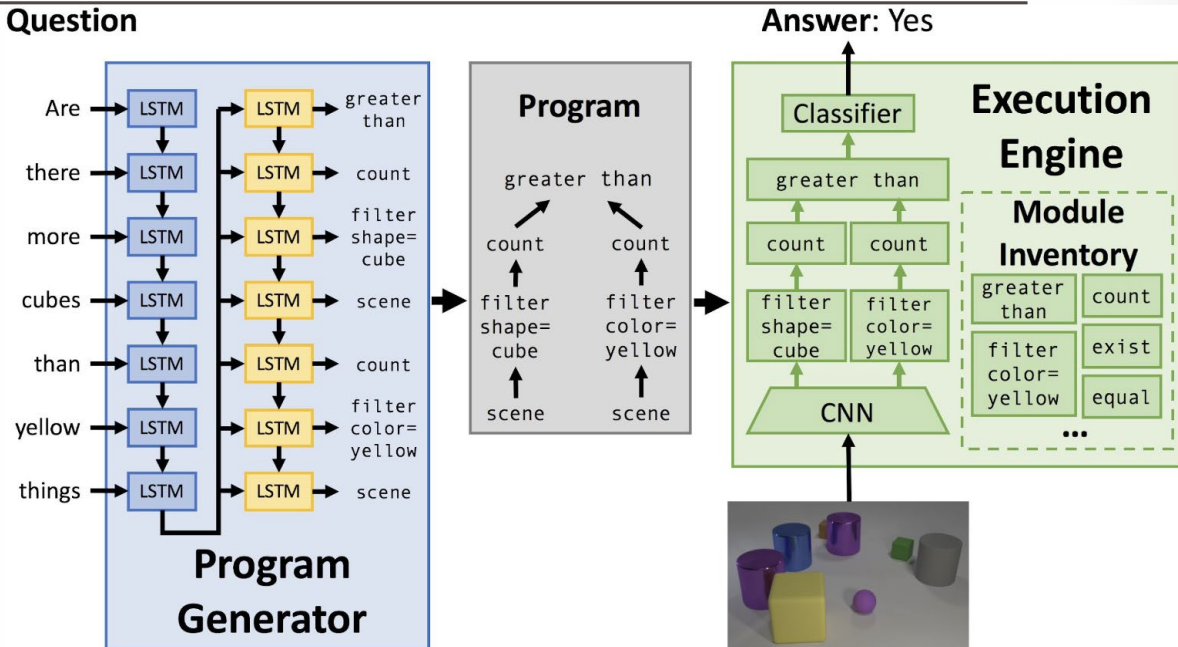 Question
Answer: Yes
Are
there
more
cubes
than
yellow
things
LSTM
LSTM
LSTM
LSTM
LSTM
LSTM
LSTM
LSTM
LSTM
LSTM
LSTM
LSTM
LSTM
LSTM
greater
than
count
filter
shape=
cube
scene
count
filter
color=
yellow
scene
Program
Generator
Program
greater than
count
count
filter
shape=
cube
filter
color=
yellow
scene
scene
Execution
Engine
Classifier
greater than
count
count
filter
shape=
cube
filter
color=
yellow
CNN
Module
Inventory
greater
than
count
filter
color=
yellow
exist
equal
...